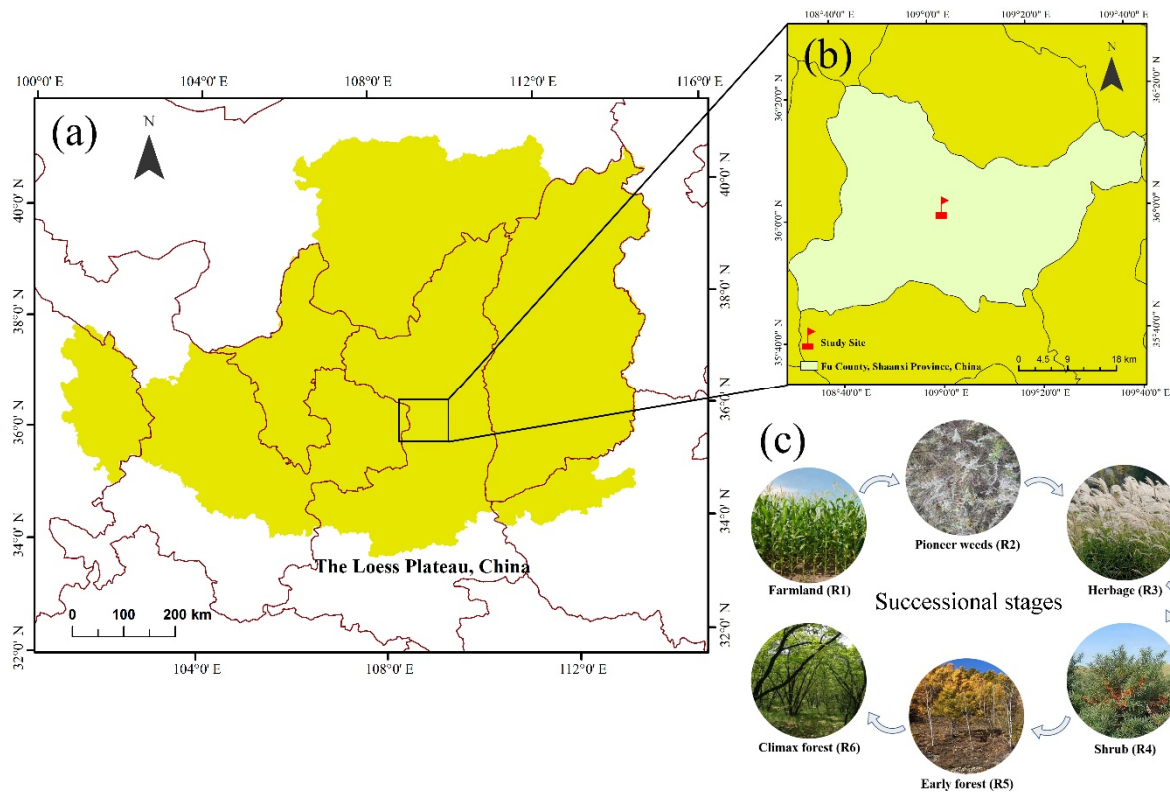 (a)
N
100°0' E
104°0' E
108°0' E
112°0' E
116°0' E
40°0' N
38°0' N
36°0' N
34°0' N
32°0' N
40°0' N
38°0' N
36°0' N
34°0' N
32°0' N
The Loess Plateau, China
0 100 200 km
104°0' E
108°0' E
112°0' E
(b)
N
108°40'0" E
109°0'0" E
109°20'0" E
109°40'0" E
36°20'0" N
36°0'0" N
35°40'0" N
36°20'0" N
36°0'0" N
35°40'0" N
Study Site
Fu County, Shaanxi Province, China
0 4.5 9 18 km
108°40'0" E
109°0'0" E
109°20'0" E
109°40'0" E
(c)
Farmland (R1)
Pioneer weeds (R2)
Herbage (R3)
Successional stages
Climax forest (R6)
Early forest (R5)
Shrub (R4)